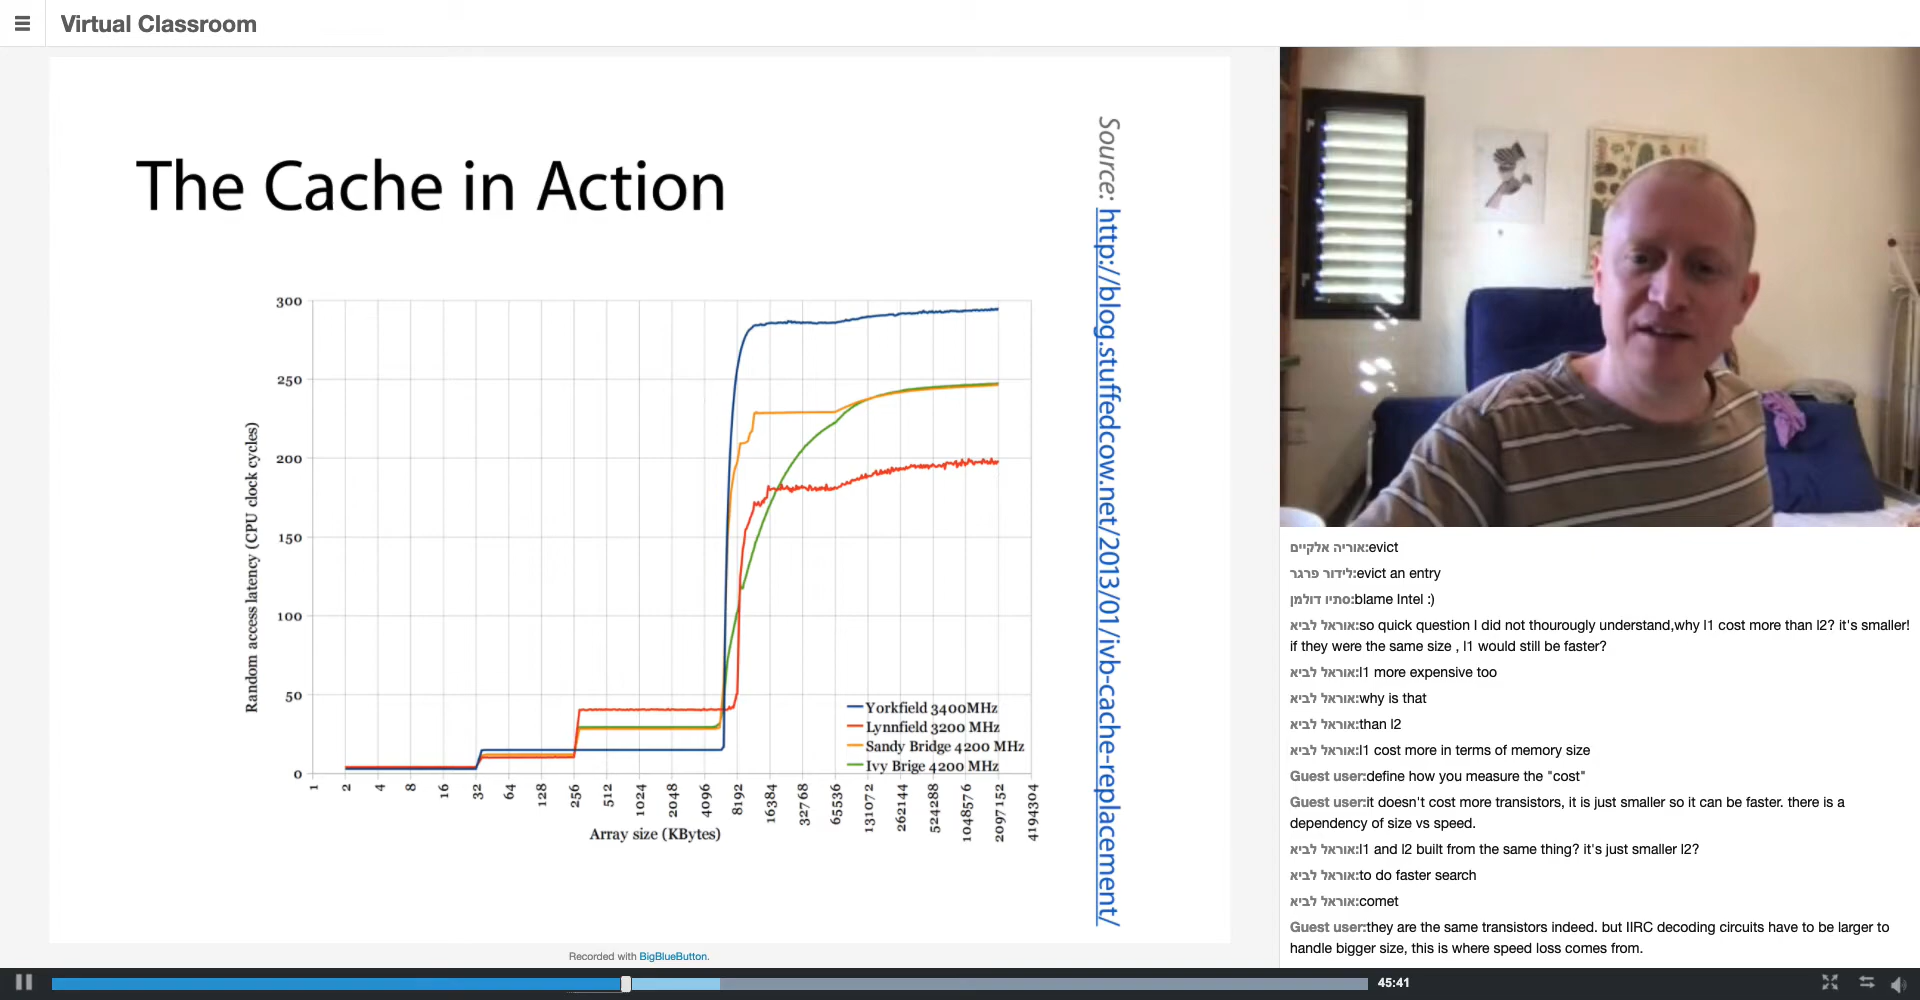 Virtual Classroom
The Cache in Action
Source: http://blog.stuffedcow.net/2013/01/ivb-cache-replacement/
300
250
200
150
100
50
0
Random access latency (CPU clock cycles)
Yorkfield 3400MHz
Lynnfield 3200 MHz
Sandy Bridge 4200 MHz
Ivy Brige 4200 MHz
1 2 4 8 16 32 64 128 256 512 1024 2048 4096 8192 16384 32768 65536 131072 262144 524288 1048576 2097152 4194304
Array size (KBytes)
Recorded with BigBlueButton.
אוריה אלקיים:evict
לידור פרגר:evict an entry
סתיו דולמן:blame Intel :)
אוראל לביא:so quick question I did not thourougly understand,why l1 cost more than l2? it's smaller!
if they were the same size , l1 would still be faster?
אוראל לביא:l1 more expensive too
אוראל לביא:why is that
אוראל לביא:than l2
אוראל לביא:l1 cost more in terms of memory size
Guest user:define how you measure the "cost"
Guest user:it doesn't cost more transistors, it is just smaller so it can be faster. there is a
dependency of size vs speed.
אוראל לביא:l1 and l2 built from the same thing? it's just smaller l2?
אוראל לביא:to do faster search
אוראל לביא:comet
Guest user:they are the same transistors indeed. but IIRC decoding circuits have to be larger to
handle bigger size, this is where speed loss comes from.
45:41